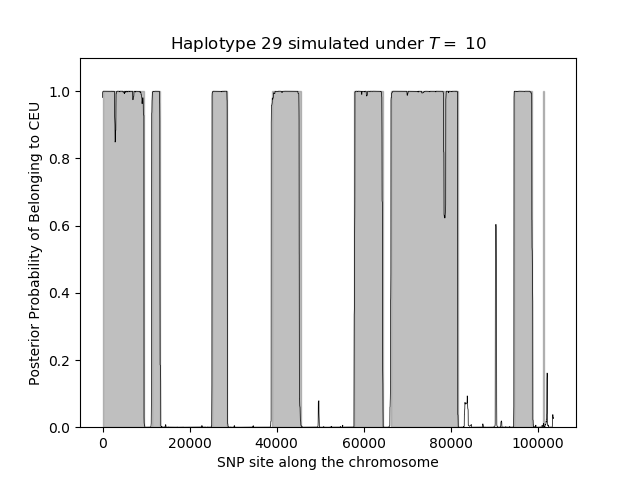 Haplotype 29 simulated under T = 10
Posterior Probability of Belonging to CEU
1.0
0.8
0.6
0.4
0.2
0.0
0 20000 40000 60000 80000 100000
SNP site along the chromosome